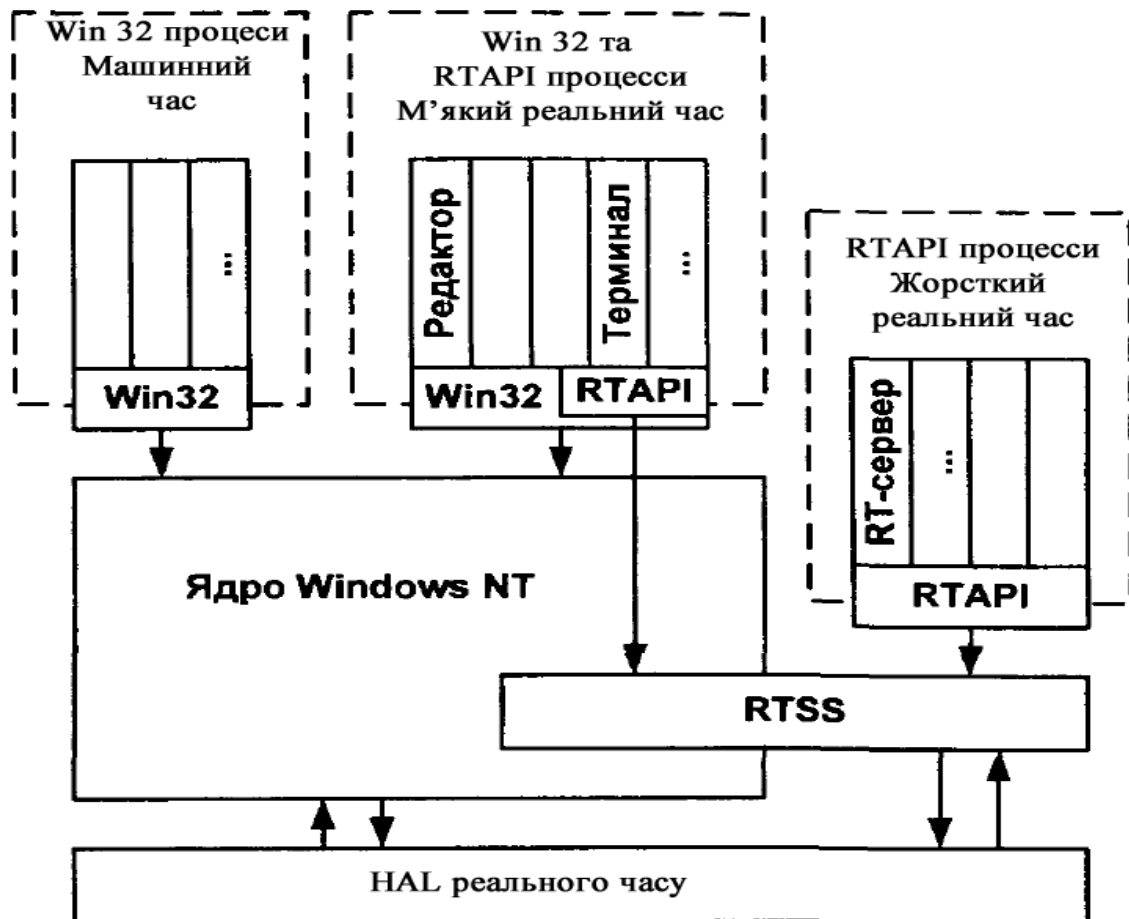 Win 32 процеси
Машинний
час
...
Win32
Win 32 та
RTAPI процесси
М’який реальний час
Редактор
Терминал
...
Win32
RTAPI
RTAPI процесси
Жорсткий
реальний час
RT-сервер
...
RTAPI
Ядро Windows NT
RTSS
HAL реального часу